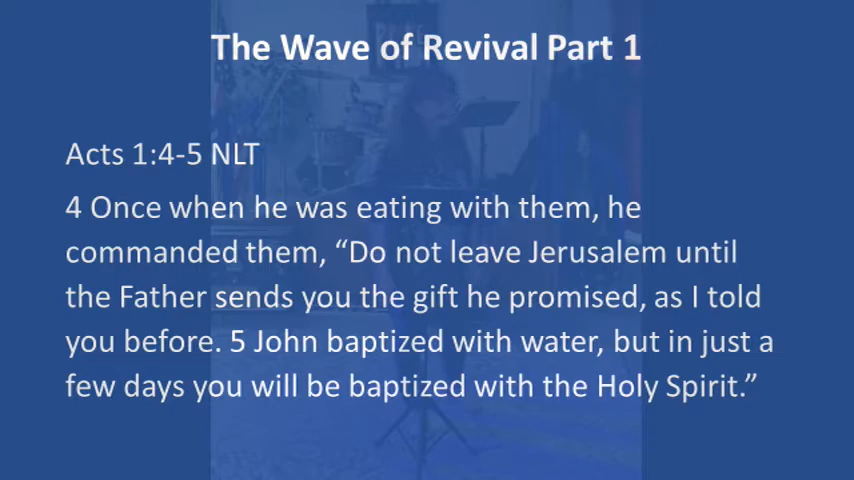 The Wave of Revival Part 1
Acts 1:4-5 NLT
4 Once when he was eating with them, he
commanded them, “Do not leave Jerusalem until
the Father sends you the gift he promised, as I told
you before. 5 John baptized with water, but in just a
few days you will be baptized with the Holy Spirit.”